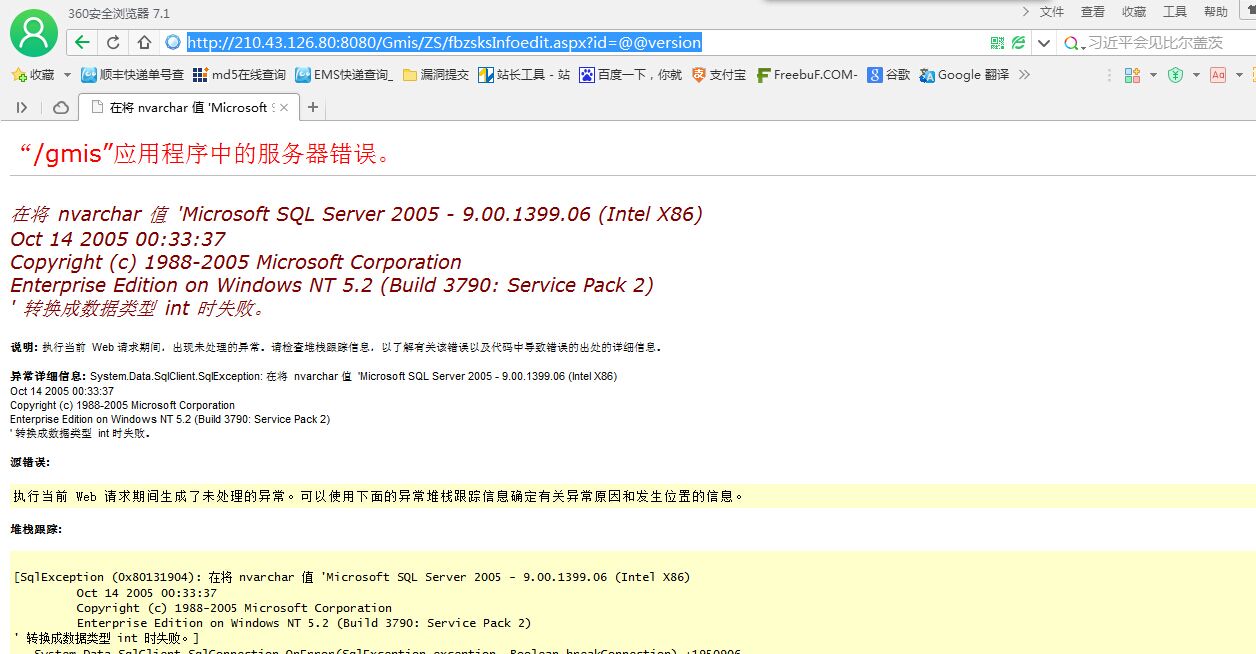 360安全浏览器 7.1
文件 查看 收藏 工具 帮助
http://210.43.126.80:8080/Gmis/ZS/fbzsksInfoedit.aspx?id=@@version
习近平会见比尔盖茨
收藏 顺丰快递单号查 md5在线查询 EMS快递查询_ 漏洞提交 站长工具 - 站 百度一下，你就 支付宝 FreebuF.COM- 谷歌 Google 翻译
在将 nvarchar 值 'Microsoft S
“/gmis”应用程序中的服务器错误。
在将 nvarchar 值 'Microsoft SQL Server 2005 - 9.00.1399.06 (Intel X86)
Oct 14 2005 00:33:37
Copyright (c) 1988-2005 Microsoft Corporation
Enterprise Edition on Windows NT 5.2 (Build 3790: Service Pack 2)
' 转换成数据类型 int 时失败。
说明: 执行当前 Web 请求期间，出现未处理的异常。请检查堆栈跟踪信息，以了解有关该错误以及代码中导致错误的出处的详细信息。
异常详细信息: System.Data.SqlClient.SqlException: 在将 nvarchar 值 'Microsoft SQL Server 2005 - 9.00.1399.06 (Intel X86)
Oct 14 2005 00:33:37
Copyright (c) 1988-2005 Microsoft Corporation
Enterprise Edition on Windows NT 5.2 (Build 3790: Service Pack 2)
' 转换成数据类型 int 时失败。
源错误:
执行当前 Web 请求期间生成了未处理的异常。可以使用下面的异常堆栈跟踪信息确定有关异常原因和发生位置的信息。
堆栈跟踪:
[SqlException (0x80131904): 在将 nvarchar 值 'Microsoft SQL Server 2005 - 9.00.1399.06 (Intel X86)
Oct 14 2005 00:33:37
Copyright (c) 1988-2005 Microsoft Corporation
Enterprise Edition on Windows NT 5.2 (Build 3790: Service Pack 2)
' 转换成数据类型 int 时失败。]
System.Data.SqlClient.SqlConnection.OnError(SqlException exception, Boolean breakConnection) +1950906